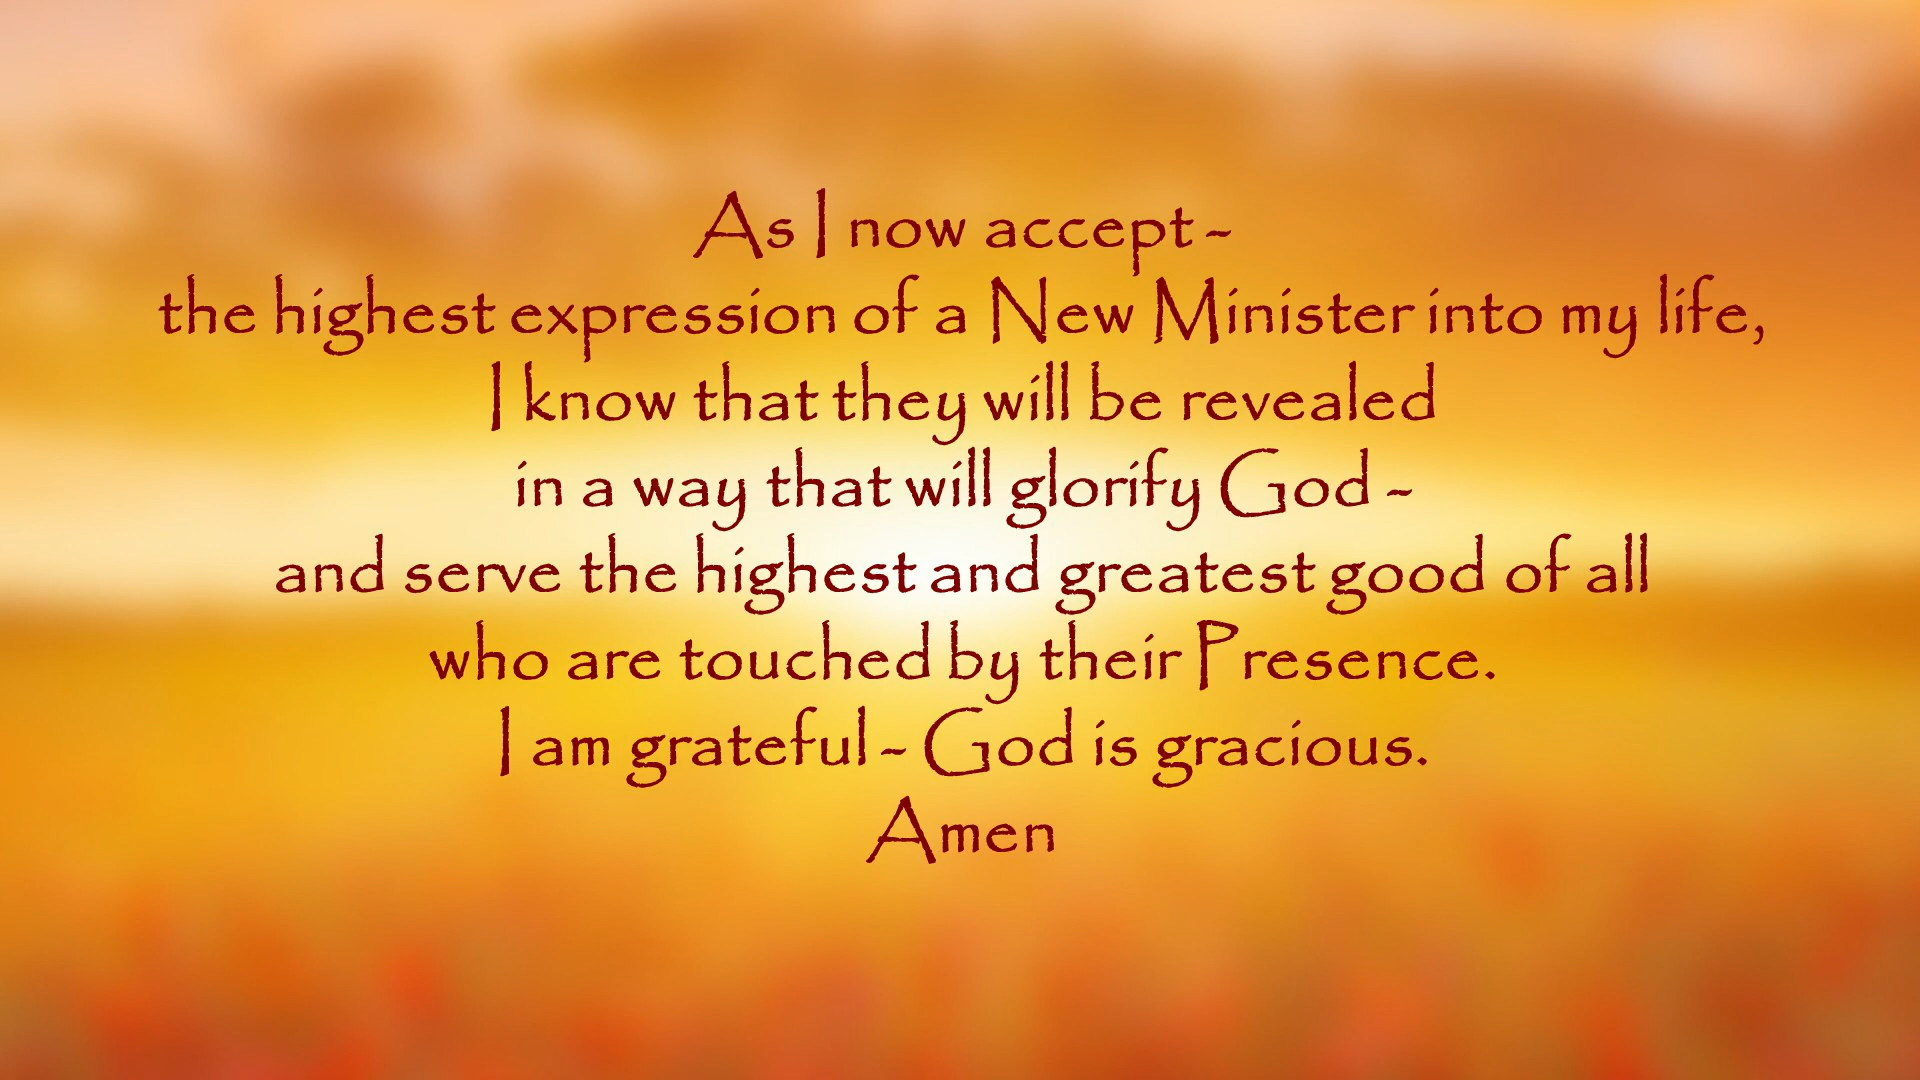 As I now accept -
the highest expression of a New Minister into my life,
I know that they will be revealed
in a way that will glorify God -
and serve the highest and greatest good of all
who are touched by their Presence.
I am grateful - God is gracious.
Amen